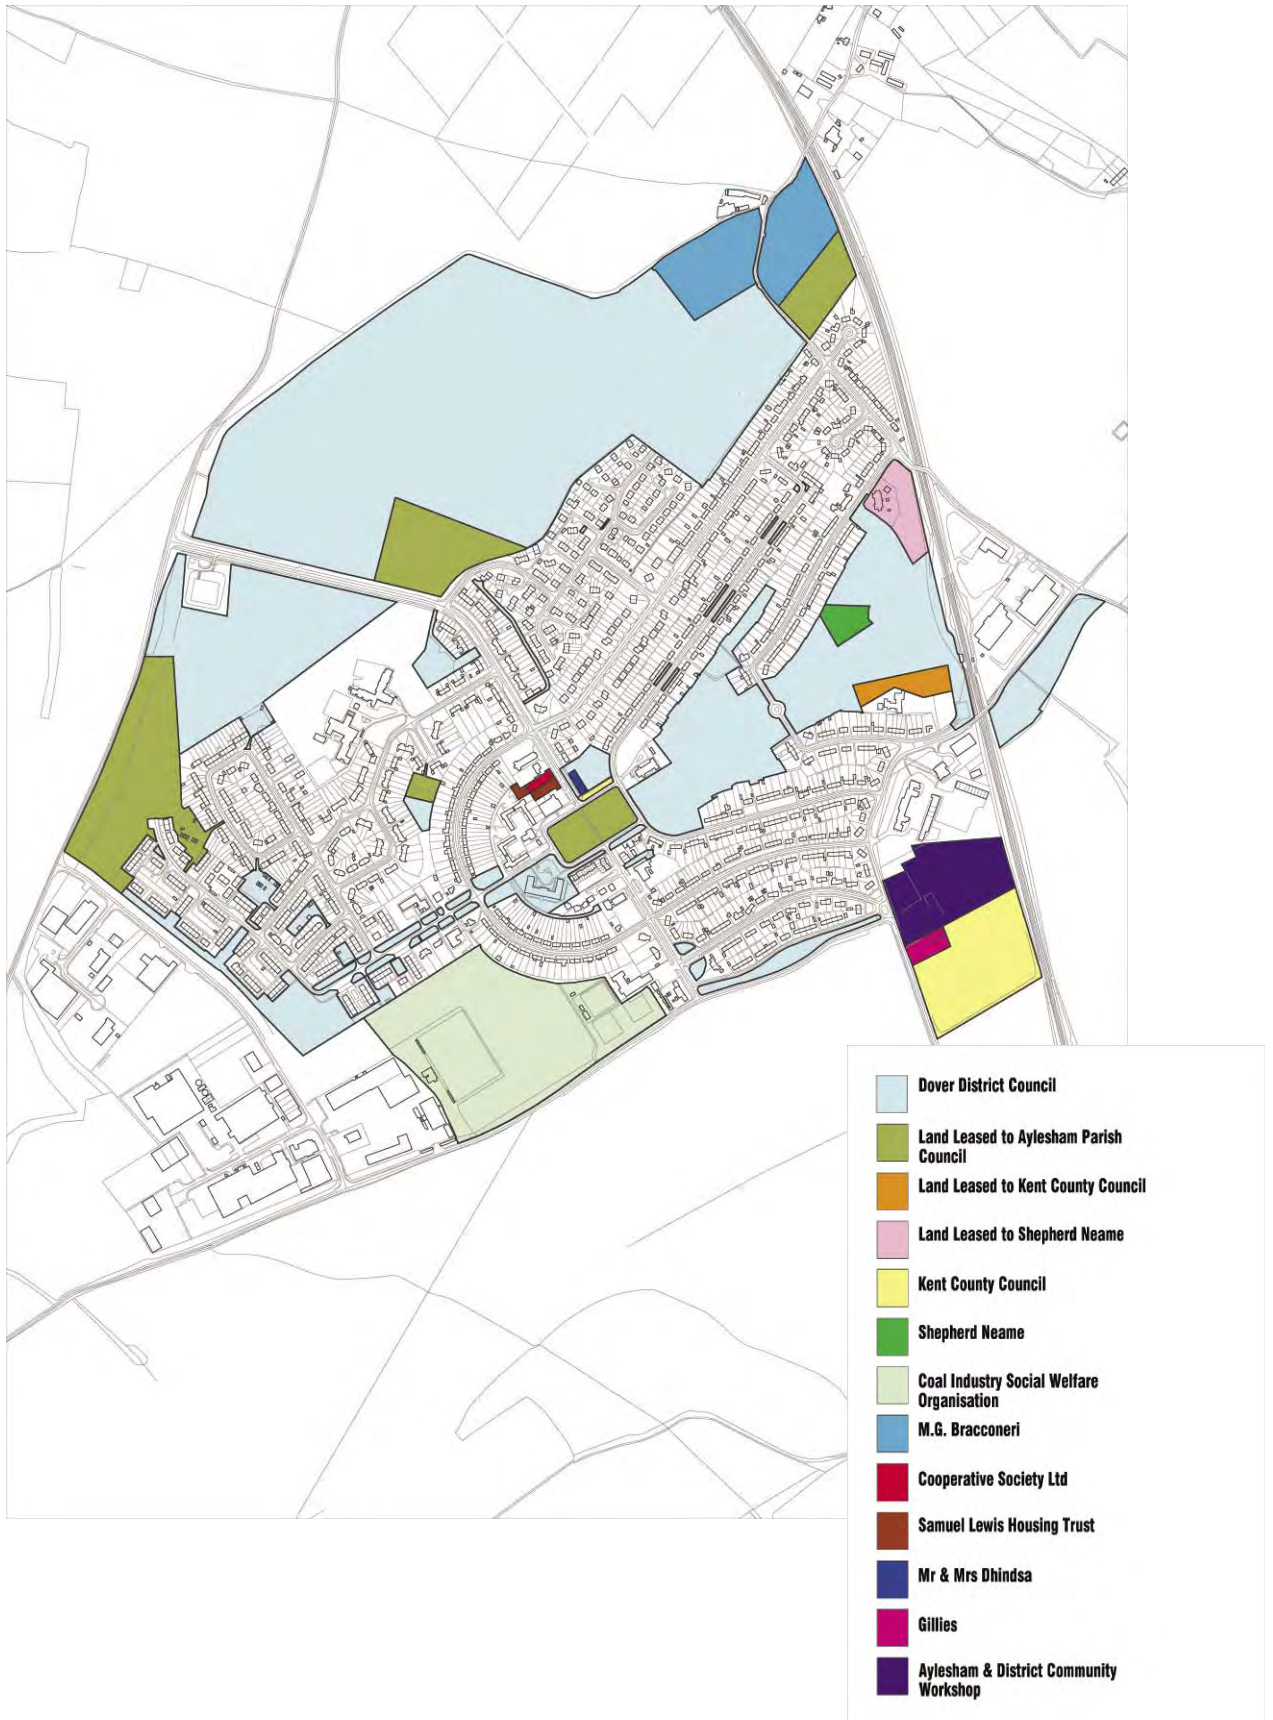 Dover District Council
Land Leased to Aylesham Parish
Council
Land Leased to Kent County Council
Land Leased to Shepherd Neame
Kent County Council
Shepherd Neame
Coal Industry Social Welfare
Organisation
M.G. Bracconeri
Cooperative Society Ltd
Samuel Lewis Housing Trust
Mr & Mrs Dhindsa
Gillies
Aylesham & District Community
Workshop